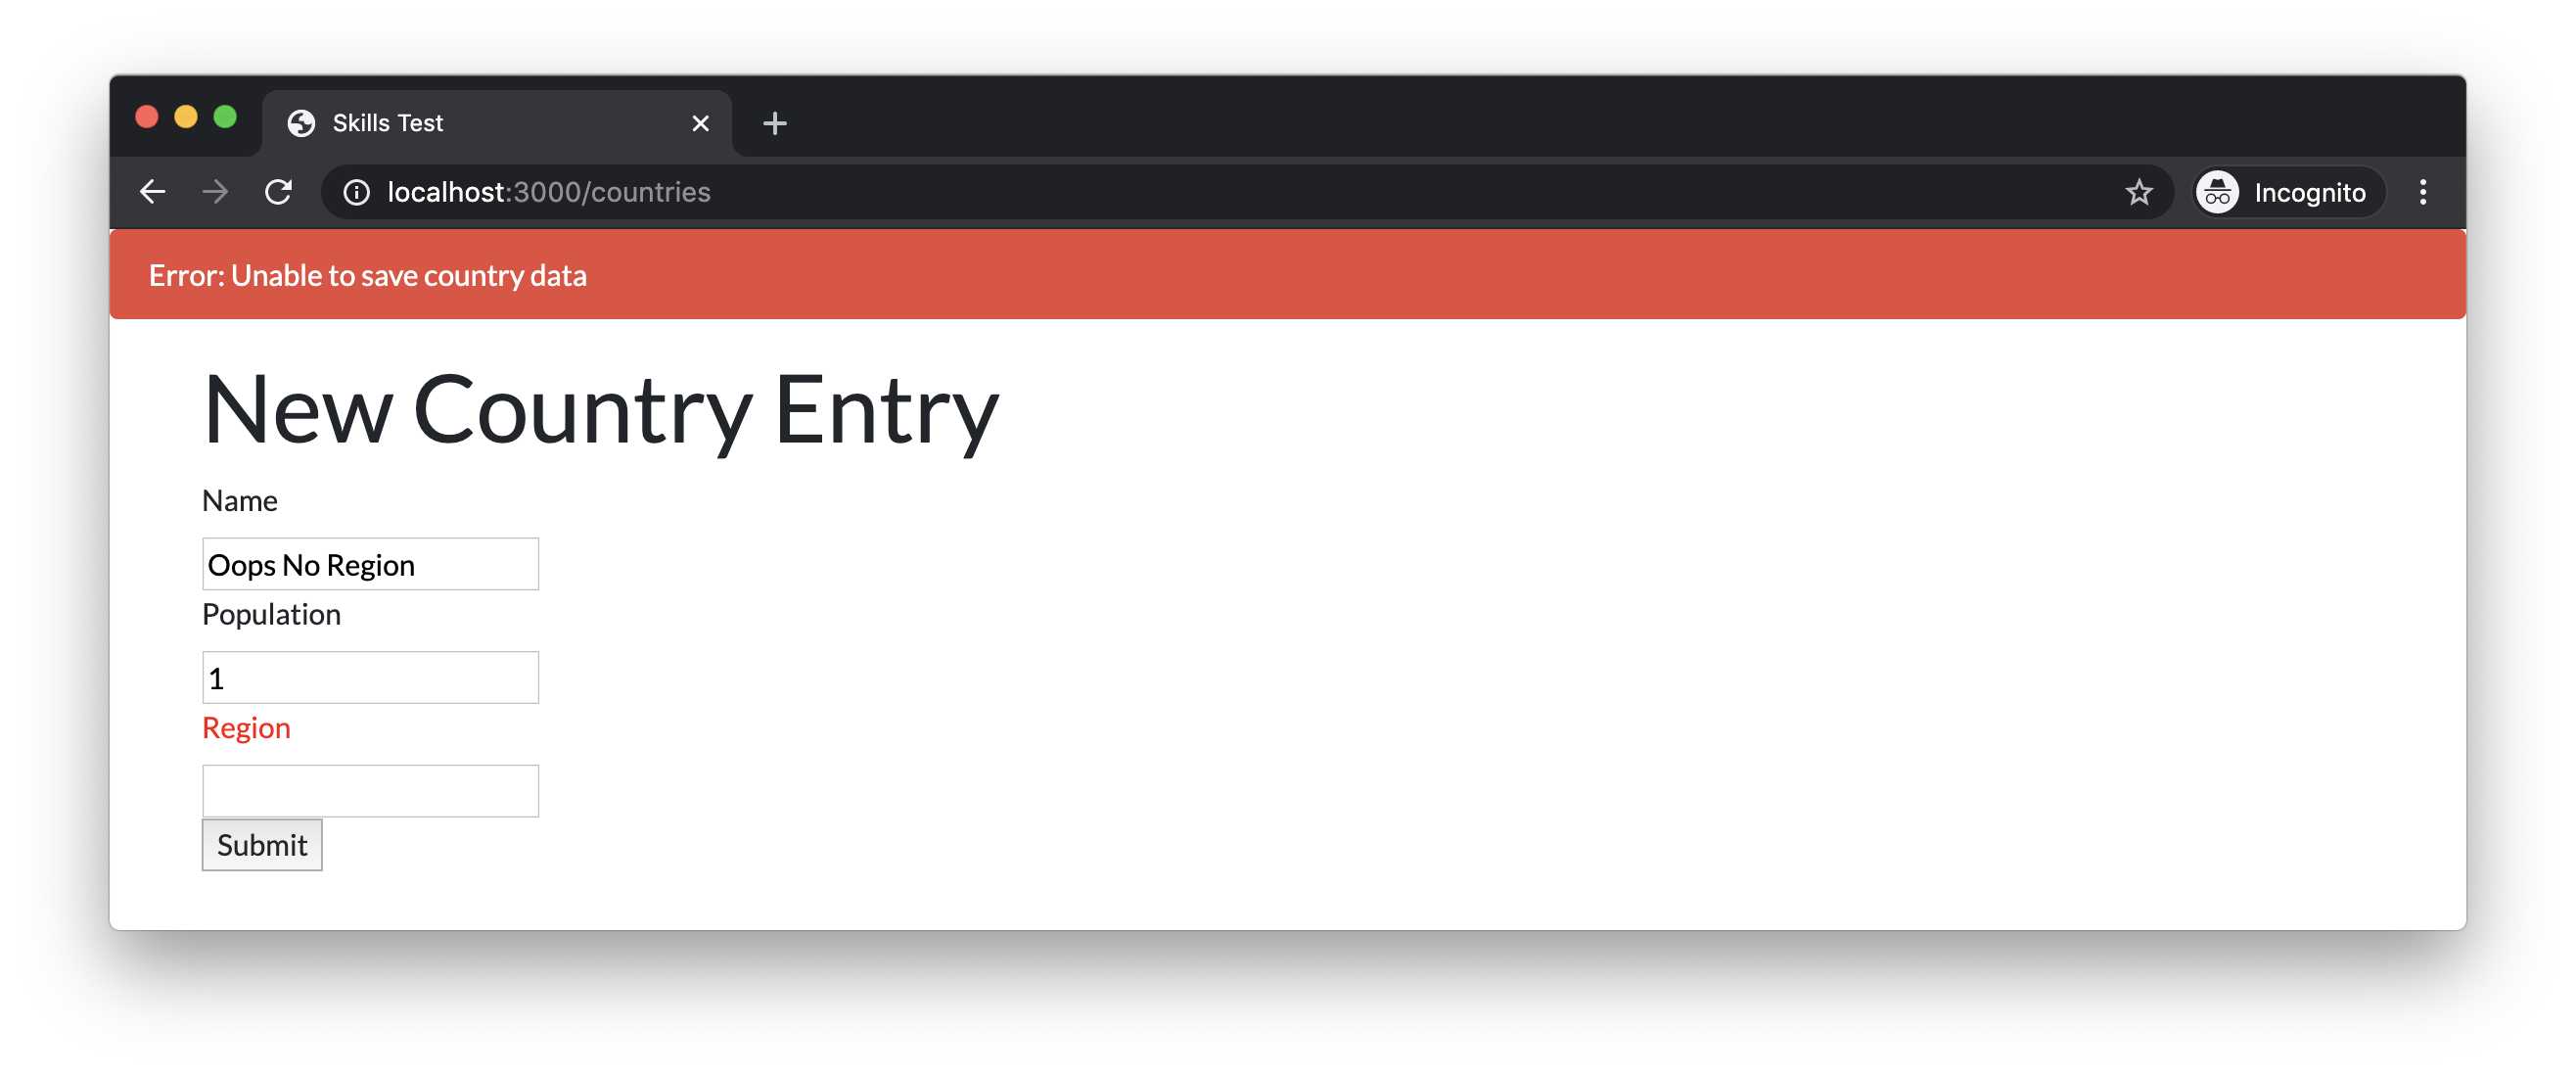 Skills Test
localhost:3000/countries
Incognito
Error: Unable to save country data
New Country Entry
Name
Oops No Region
Population
1
Region
Submit